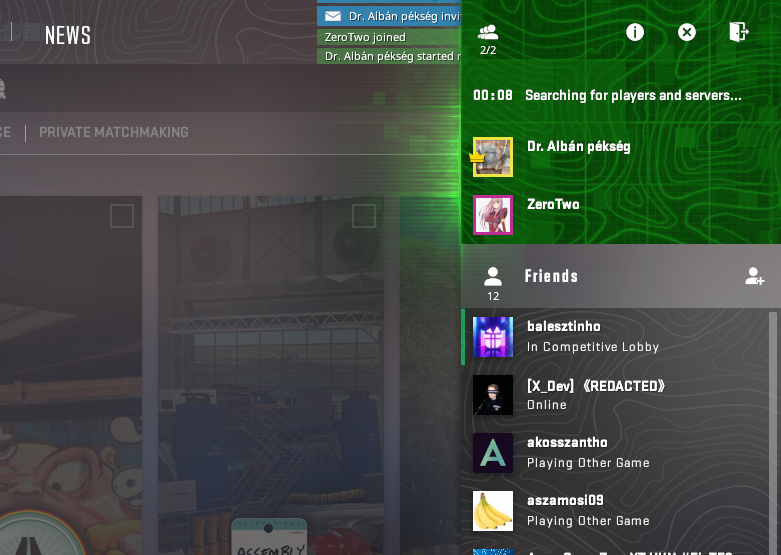 NEWS
Dr. Albán pékség invi
ZeroTwo joined
Dr. Albán pékség started
2/2
PRIVATE MATCHMAKING
00:08 Searching for players and servers...
Dr. Albán pékség
ZeroTwo
Friends
12
balesztinho
In Competitive Lobby
[X_Dev] 《REDACTED》
Online
akosszantho
Playing Other Game
aszamosi09
Playing Other Game
ASSEMBLY